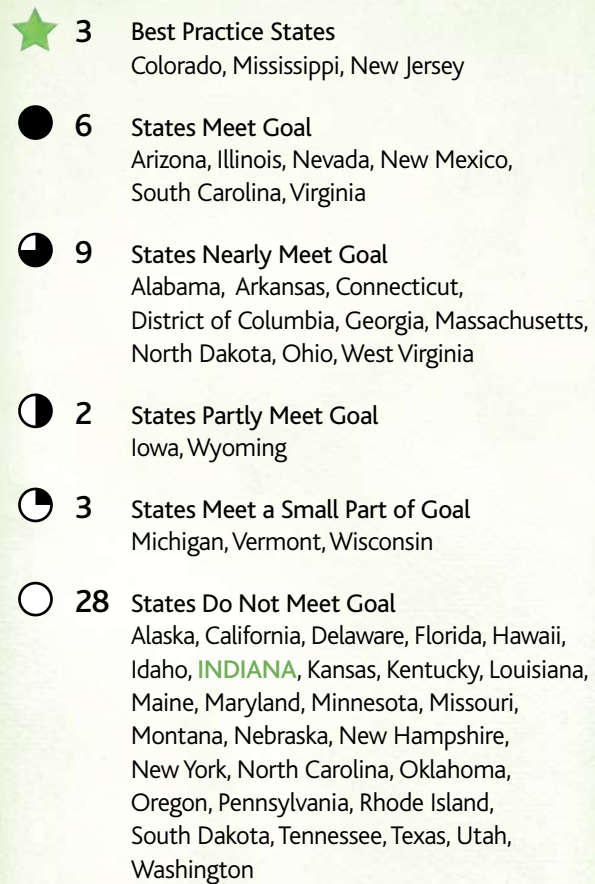 3 Best Practice States
Colorado, Mississippi, New Jersey
6 States Meet Goal
Arizona, Illinois, Nevada, New Mexico,
South Carolina, Virginia
9 States Nearly Meet Goal
Alabama, Arkansas, Connecticut,
District of Columbia, Georgia, Massachusetts,
North Dakota, Ohio, West Virginia
2 States Partly Meet Goal
Iowa, Wyoming
3 States Meet a Small Part of Goal
Michigan, Vermont, Wisconsin
28 States Do Not Meet Goal
Alaska, California, Delaware, Florida, Hawaii,
Idaho, INDIANA, Kansas, Kentucky, Louisiana,
Maine, Maryland, Minnesota, Missouri,
Montana, Nebraska, New Hampshire,
New York, North Carolina, Oklahoma,
Oregon, Pennsylvania, Rhode Island,
South Dakota, Tennessee, Texas, Utah,
Washington